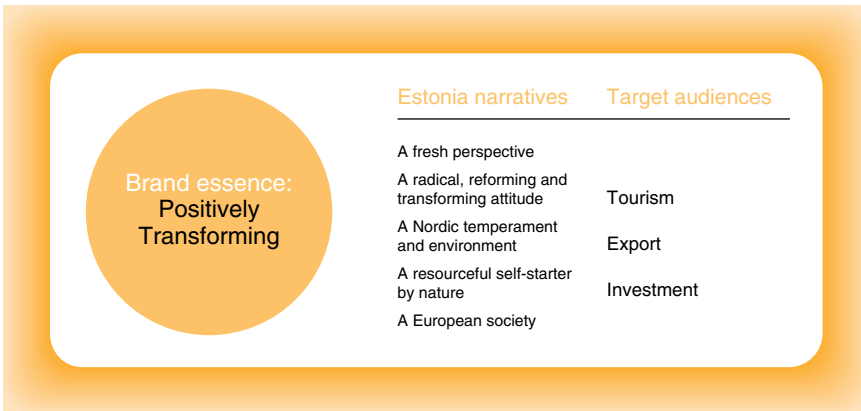 Brand essence:
Positively
Transforming
Estonia narratives
A fresh perspective
A radical, reforming and
transforming attitude
A Nordic temperament
and environment
A resourceful self-starter
by nature
A European society
Target audiences
Tourism
Export
Investment